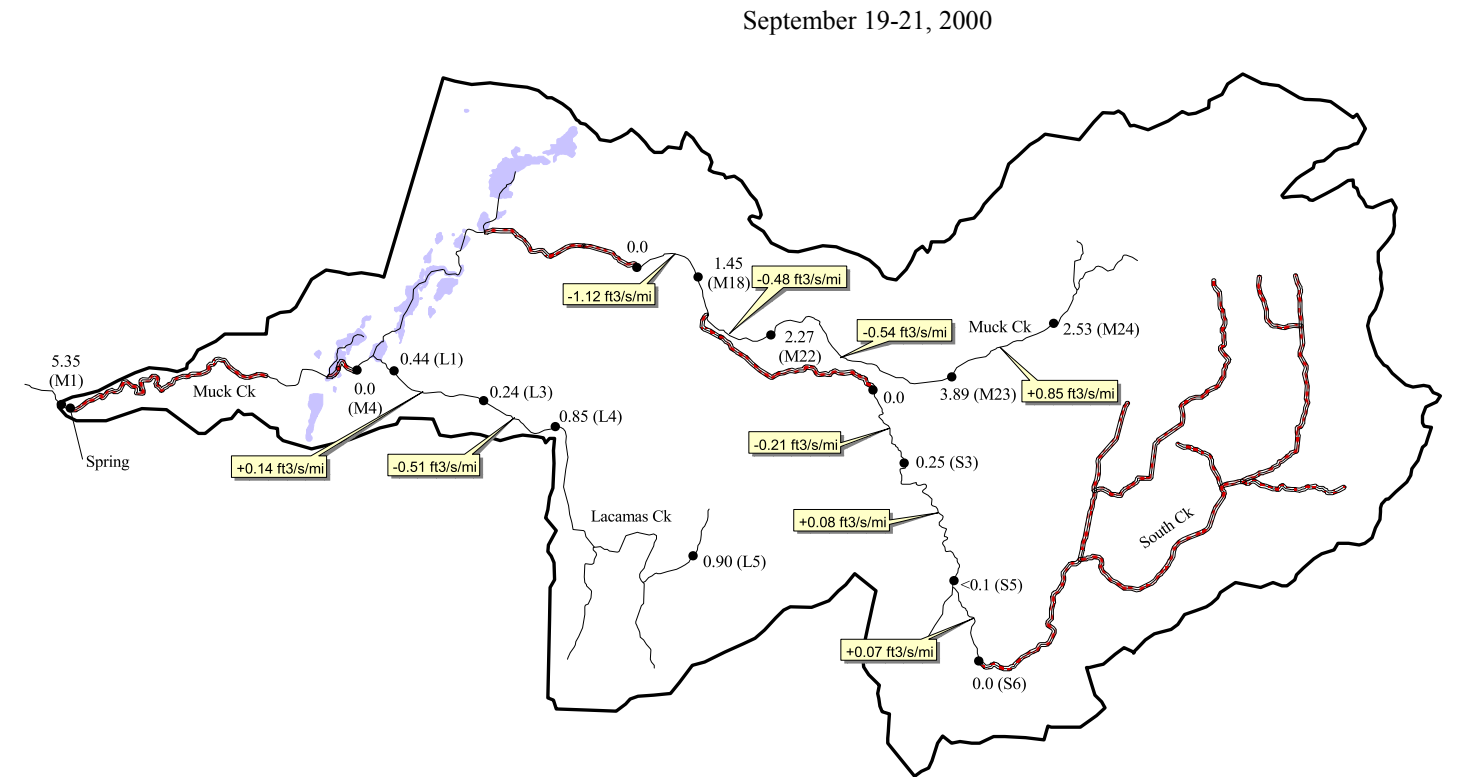 September 19-21, 2000
0.0
1.45
(M18)
-0.48 ft3/s/mi
-1.12 ft3/s/mi
2.27
(M22)
-0.54 ft3/s/mi
Muck Ck
2.53 (M24)
3.89 (M23)
+0.85 ft3/s/mi
5.35
(M1)
Muck Ck
0.0
(M4)
0.44 (L1)
0.24 (L3)
0.85 (L4)
0.0
Spring
+0.14 ft3/s/mi
-0.51 ft3/s/mi
-0.21 ft3/s/mi
0.25 (S3)
Lacamas Ck
+0.08 ft3/s/mi
South Ck
0.90 (L5)
<0.1 (S5)
+0.07 ft3/s/mi
0.0 (S6)